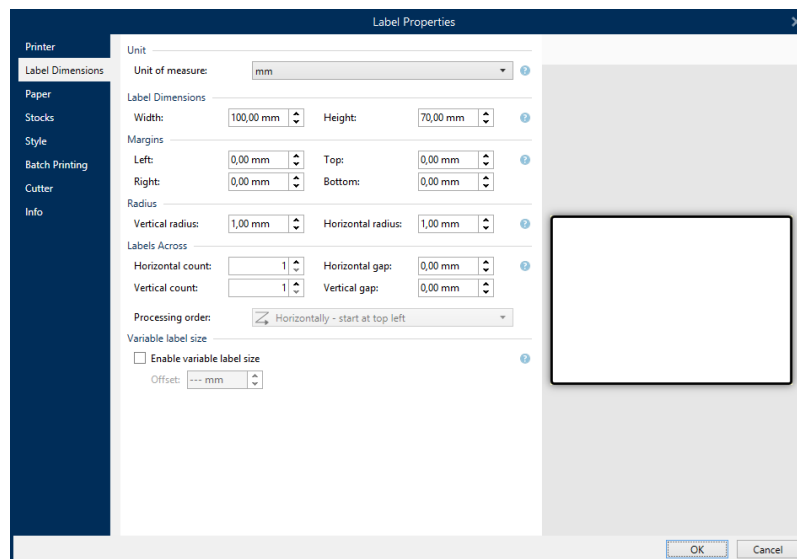 Label Properties
Printer
Label Dimensions
Paper
Stocks
Style
Batch Printing
Cutter
Info
Unit
Unit of measure: mm
Label Dimensions
Width: 100,00 mm Height: 70,00 mm
Margins
Left: 0,00 mm Top: 0,00 mm
Right: 0,00 mm Bottom: 0,00 mm
Radius
Vertical radius: 1,00 mm Horizontal radius: 1,00 mm
Labels Across
Horizontal count: 1 Horizontal gap: 0,00 mm
Vertical count: 1 Vertical gap: 0,00 mm
Processing order: Horizontally - start at top left
Variable label size
Enable variable label size
Offset: --- mm
OK Cancel